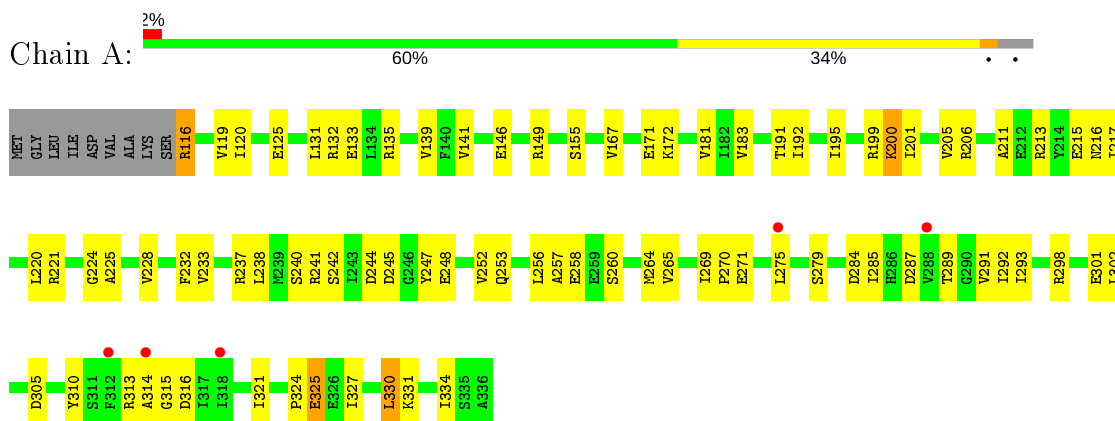 2%
Chain A:
60% 34% • •
MET GLY LEU ILE ASP VAL ALA LYS SER R116 V119 I120 E125 L131 R132 E133 L134 R135 V139 F140 V141 E146 R149 S155 V167 E171 K172 V181 I182 V183 T191 I192 I195 R199 K200 I201 V205 R206 A211 E212 R213 Y214 E215 N216
L220 R221 G224 A225 V228 F232 V233 R237 L238 M239 S240 R241 S242 I243 D244 D245 G246 Y247 E248 V252 Q253 L256 A257 E258 E259 S260 M264 V265 I269 P270 E271 L275 S279 D284 I285 H286 D287 V288 T289 G290 V291 I292 I293 R298 E301
D305 Y310 S311 F312 R313 A314 G315 D316 I317 I318 I321 P324 E325 E326 I327 L330 K331 I334 S335 A336